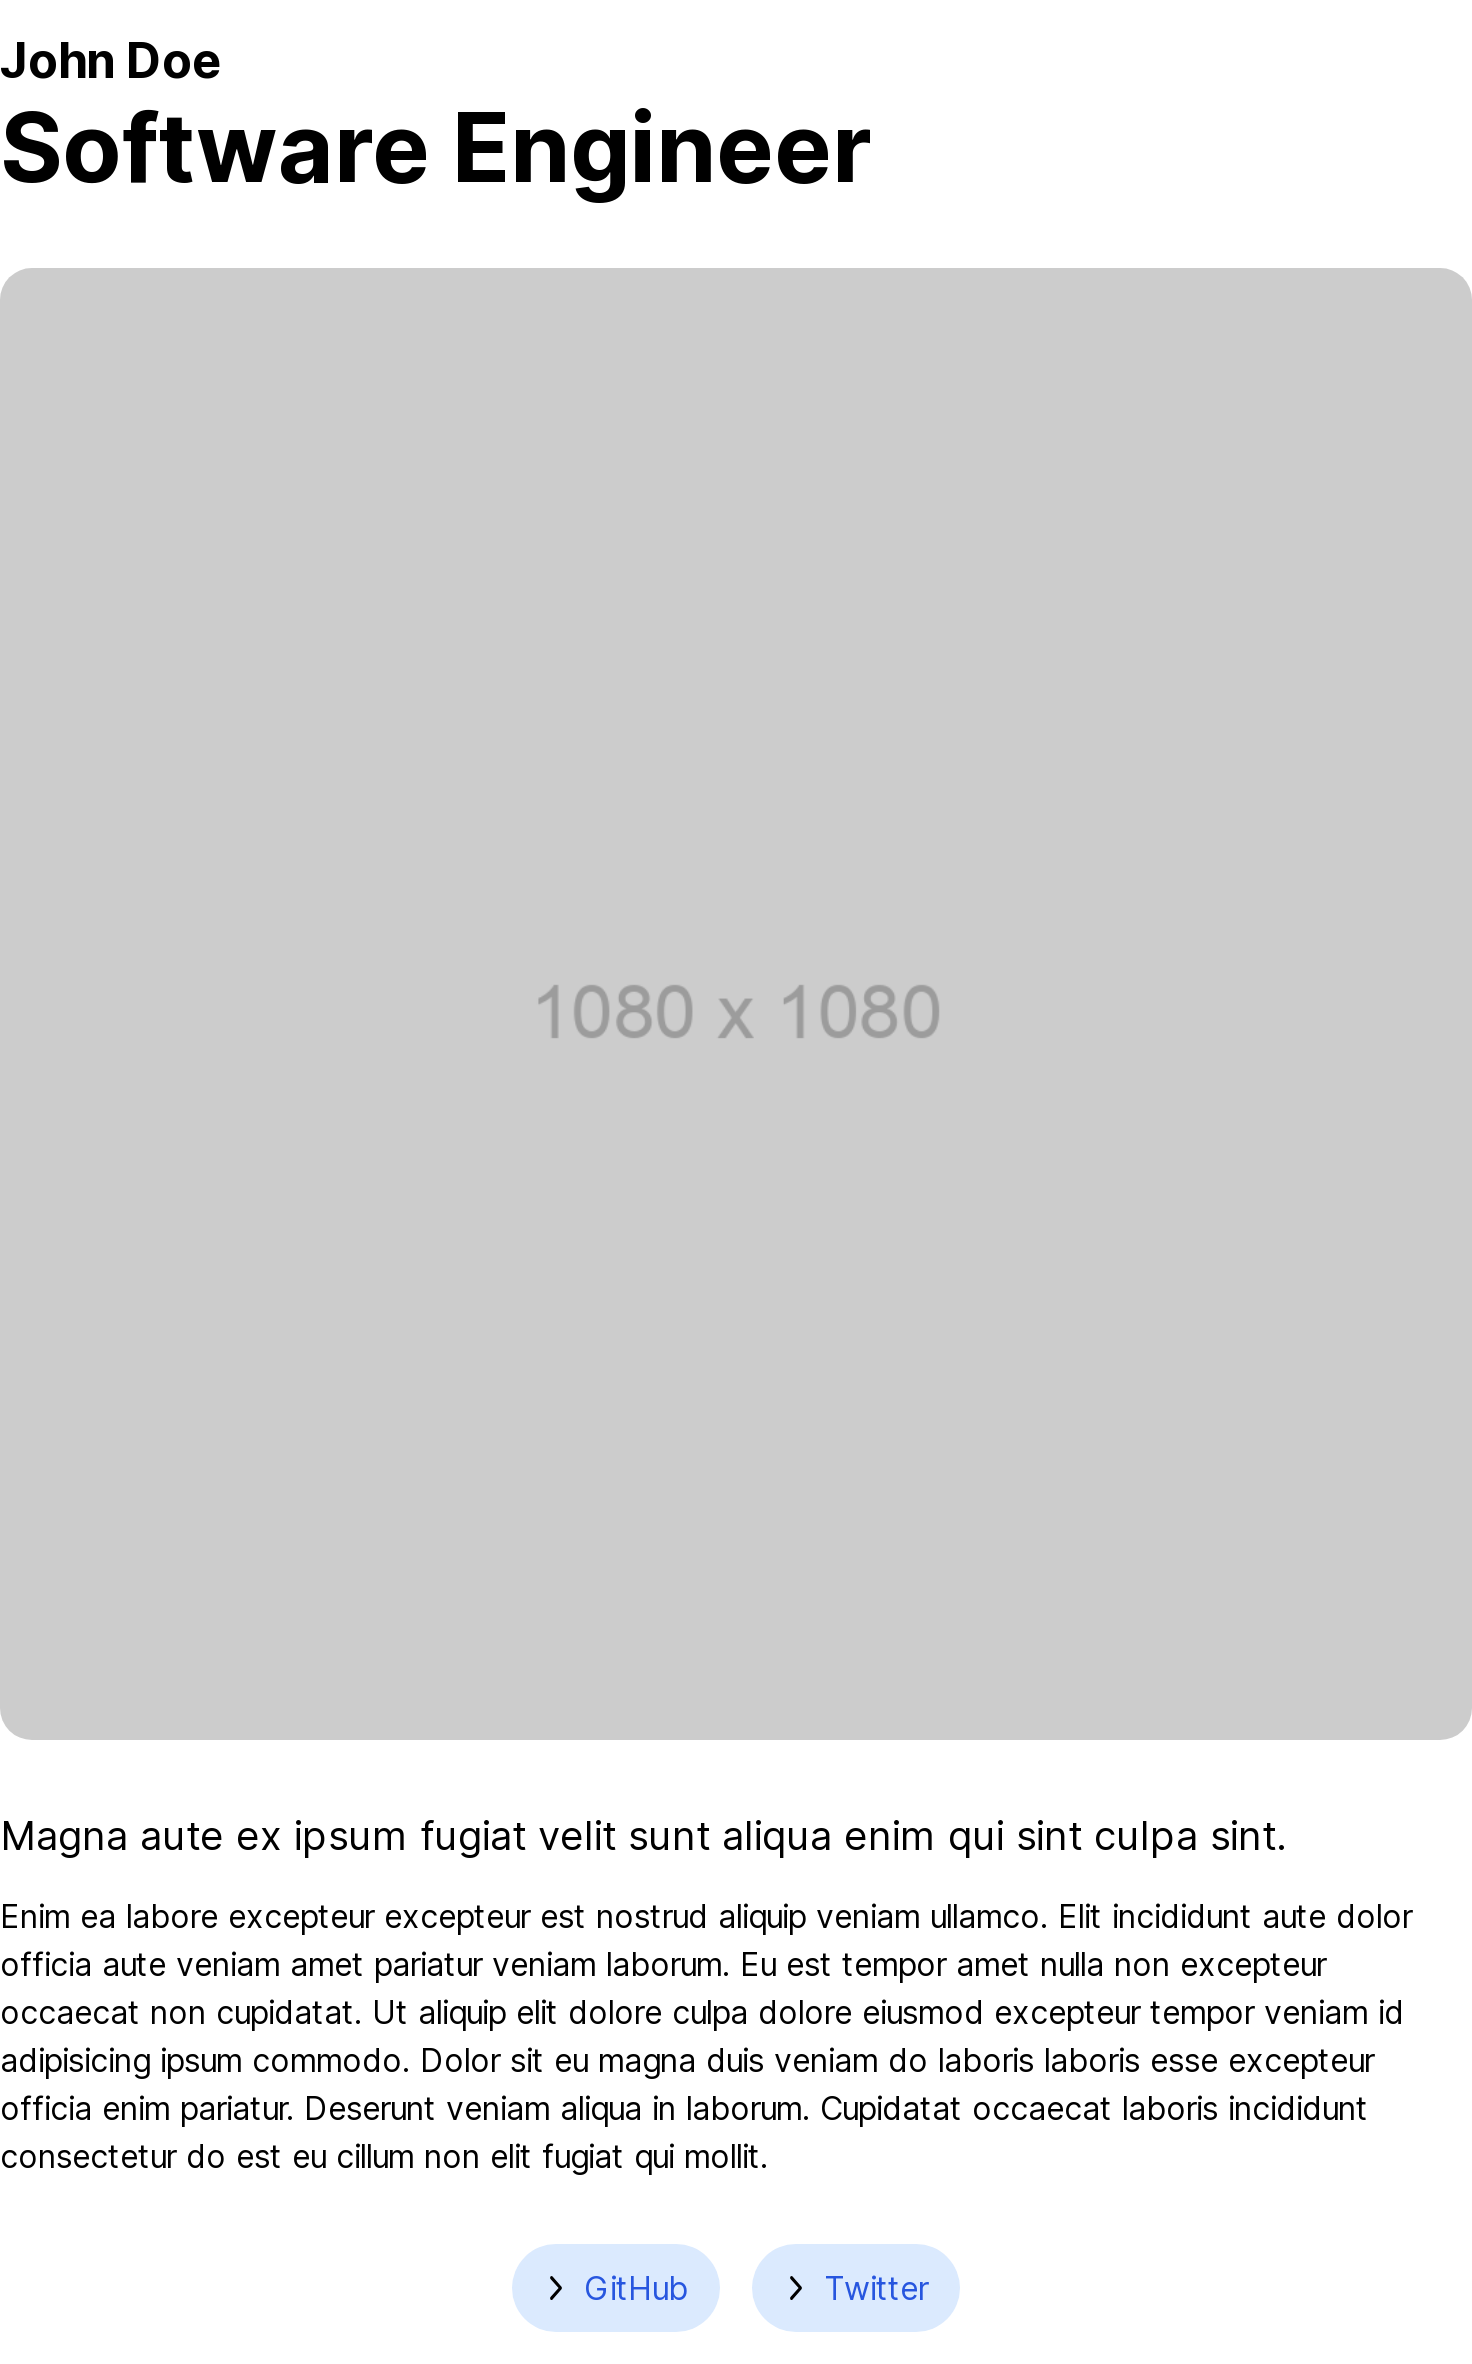 John Doe
Software Engineer
1080 x 1080
Magna aute ex ipsum fugiat velit sunt aliqua enim qui sint culpa sint.
Enim ea labore excepteur excepteur est nostrud aliquip veniam ullamco. Elit incididunt aute dolor
officia aute veniam amet pariatur veniam laborum. Eu est tempor amet nulla non excepteur
occaecat non cupidatat. Ut aliquip elit dolore culpa dolore eiusmod excepteur tempor veniam id
adipisicing ipsum commodo. Dolor sit eu magna duis veniam do laboris laboris esse excepteur
officia enim pariatur. Deserunt veniam aliqua in laborum. Cupidatat occaecat laboris incididunt
consectetur do est eu cillum non elit fugiat qui mollit.
GitHub
Twitter